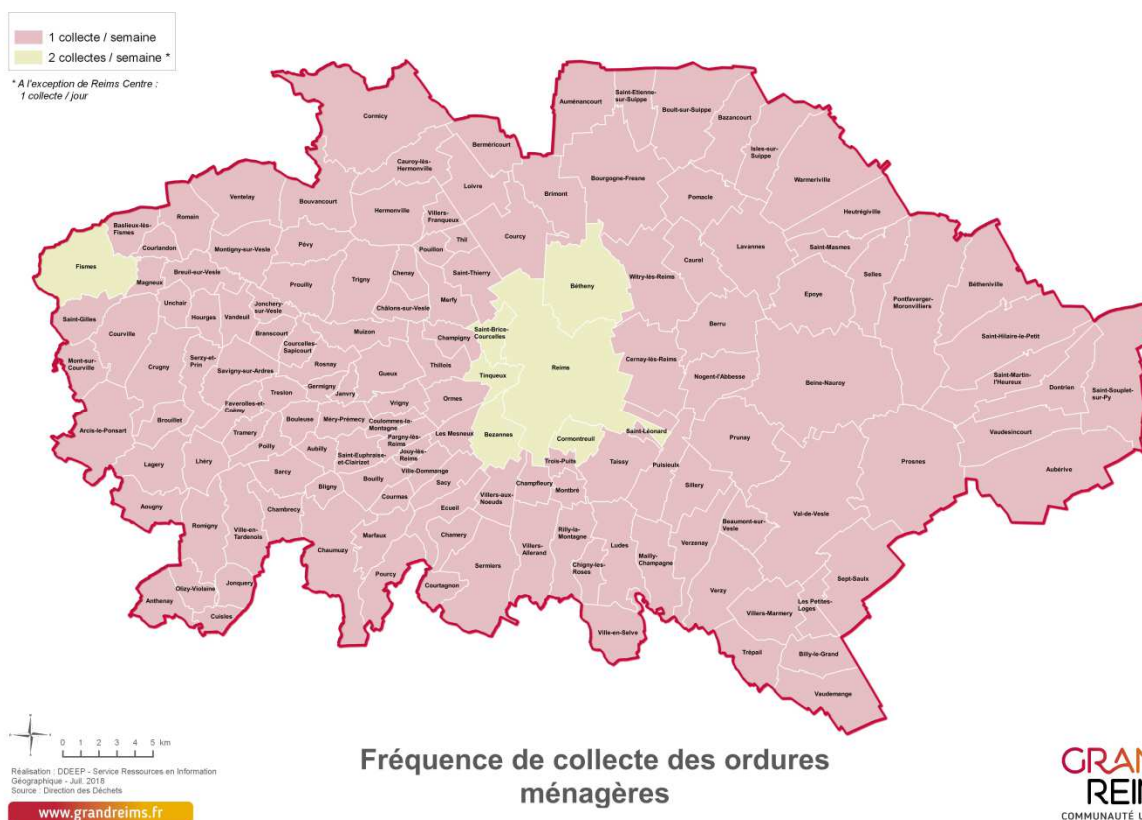 1 collecte / semaine
2 collectes / semaine *
* A l'exception de Reims Centre :
1 collecte / jour
Cormicy
Auménancourt
Saint-Etienne-
sur-Suippe
Boult-sur-Suippe
Bazancourt
Berméricourt
Isles-sur-
Suippe
Cauroy-lès-
Hermonville
Loivre
Brimont
Bourgogne-Fresne
Warmeriville
Ventelay
Bouvancourt
Hermonville
Villers-
Franqueux
Pomacle
Heutrégiville
Romain
Baslieux-lès-
Fismes
Courlandon
Montigny-sur-Vesle
Pévy
Pouillon
Thil
Courcy
Lavannes
Saint-Masmes
Fismes
Magneux
Breuil-sur-Vesle
Prouilly
Trigny
Chenay
Saint-Thierry
Bétheny
Witry-lès-Reims
Caurel
Epoye
Selles
Pontfaverger-
Moronvilliers
Bétheniville
Unchair
Hourges
Vandeuil
Jonchery-
sur-Vesle
Châlons-sur-Vesle
Merfy
Saint-Gilles
Courville
Branscourt
Muizon
Champigny
Saint-Brice-
Courcelles
Berru
Saint-Hilaire-le-Petit
Mont-sur-
Courville
Crugny
Serzy-et-
Prin
Savigny-sur-Ardres
Courcelles-
Sapicourt
Rosnay
Gueux
Thillois
Tinqueux
Reims
Cernay-lès-Reims
Nogent-l'Abbesse
Beine-Nauroy
Saint-Martin-
l'Heureux
Dontrien
Saint-Souplet-
sur-Py
Treslon
Germigny
Janvry
Vrigny
Ormes
Arcis-le-Ponsart
Brouillet
Faverolles-et-
Coëmy
Tramery
Bouleuse
Méry-Prémecy
Coulommes-la-
Montagne
Pargny-lès-
Reims
Les Mesneux
Bezannes
Cormontreuil
Saint-Léonard
Prunay
Vaudesincourt
Lagery
Lhéry
Poilly
Aubilly
Saint-Euphraise-
et-Clairizet
Jouy-lès-
Reims
Ville-Dommange
Trois-Puits
Taissy
Puisieulx
Prosnes
Aubérive
Aougny
Sarcy
Bligny
Bouilly
Courmas
Sacy
Ecueil
Villers-aux-
Noeuds
Champfleury
Montbré
Sillery
Romigny
Ville-en-
Tardenois
Chambrecy
Chaumuzy
Marfaux
Chamery
Villers-
Allerand
Rilly-la-
Montagne
Ludes
Verzenay
Beaumont-sur-
Vesle
Val-de-Vesle
Anthenay
Olizy-Violaine
Jonquery
Cuisles
Pourcy
Courtagnon
Sermiers
Chigny-les-
Roses
Mailly-
Champagne
Verzy
Villers-Marmery
Les Petites-
Loges
Sept-Saulx
Ville-en-Selve
Trépail
Billy-le-Grand
Vaudemange
0 1 2 3 4 5 km
Réalisation : DDEEP - Service Ressources en Information
Géographique - Juil. 2018
Source : Direction des Déchets
www.grandreims.fr
Fréquence de collecte des ordures
ménagères
GRAN
REI
COMMUNAUTÉ U